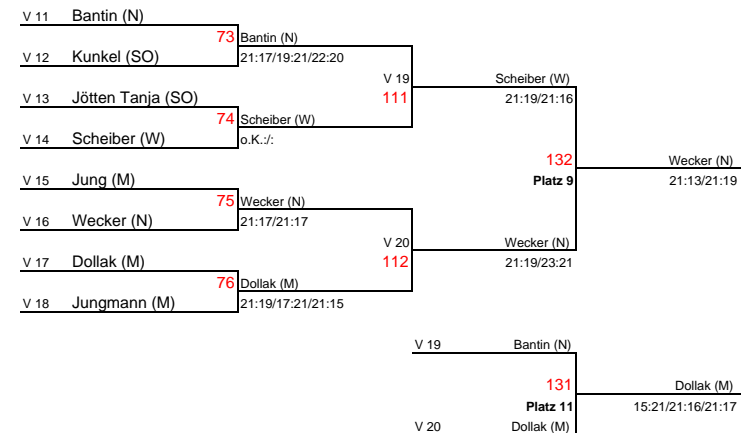 V 11 Bantin (N)
73 Bantin (N)
V 12 Kunkel (SO) 21:17/19:21/22:20
V 19 Scheiber (W)
V 13 Jötten Tanja (SO) 111 21:19/21:16
74 Scheiber (W)
V 14 Scheiber (W) o.K.:/:
132 Wecker (N)
V 15 Jung (M) Platz 9 21:13/21:19
75 Wecker (N)
V 16 Wecker (N) 21:17/21:17
V 20 Wecker (N)
V 17 Dollak (M) 112 21:19/23:21
76 Dollak (M)
V 18 Jungmann (M) 21:19/17:21/21:15
V 19 Bantin (N)
131 Dollak (M)
Platz 11 15:21/21:16/21:17
V 20 Dollak (M)